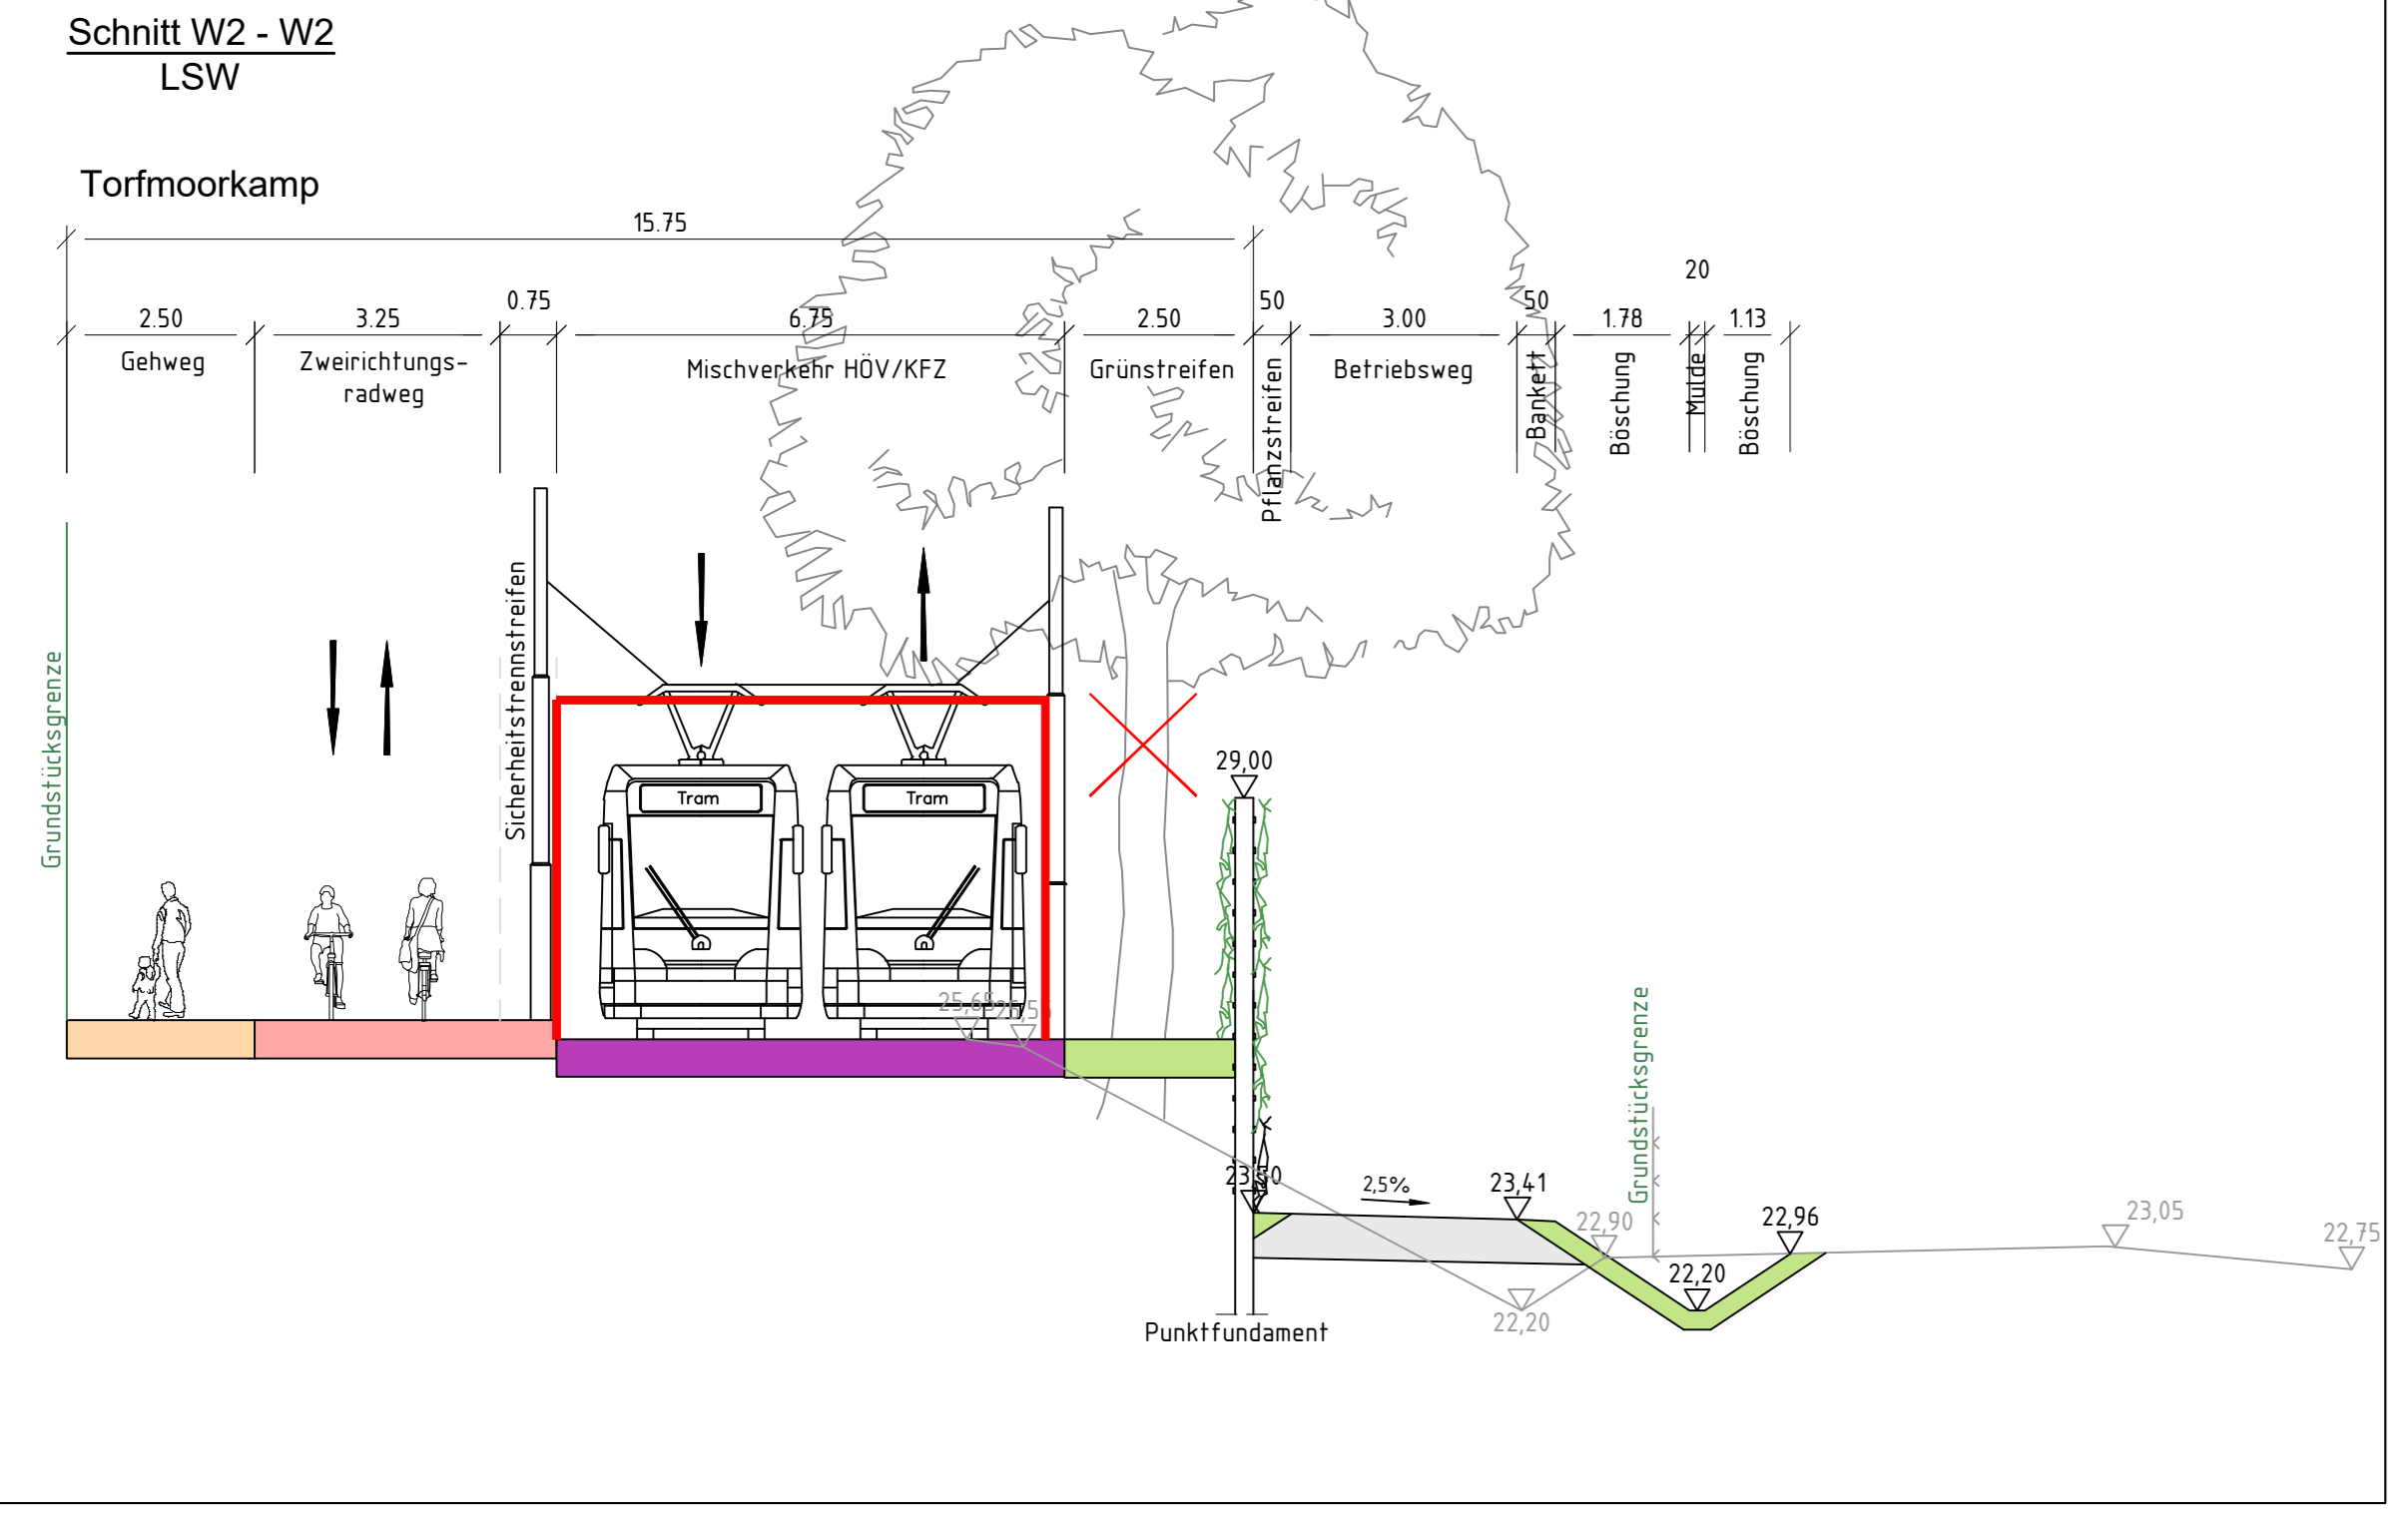 Schnitt W2 - W2
LSW
Torfmoorkamp
15.75
20
0.75
50
50
2.50
3.25
6.75
2.50
3.00
1.78
1.13
Gehweg
Zweirichtungs-
radweg
Mischverkehr HÖV/KFZ
Grünstreifen
Pflanzstreifen
Betriebsweg
Bankett
Böschung
Mulde
Böschung
Grundstücksgrenze
Sicherheitstrennstreifen
29,00
Tram
Tram
25,65
Grundstücksgrenze
2,5%
23,41
22,90
22,96
23,05
22,75
22,20
22,20
Punktfundament